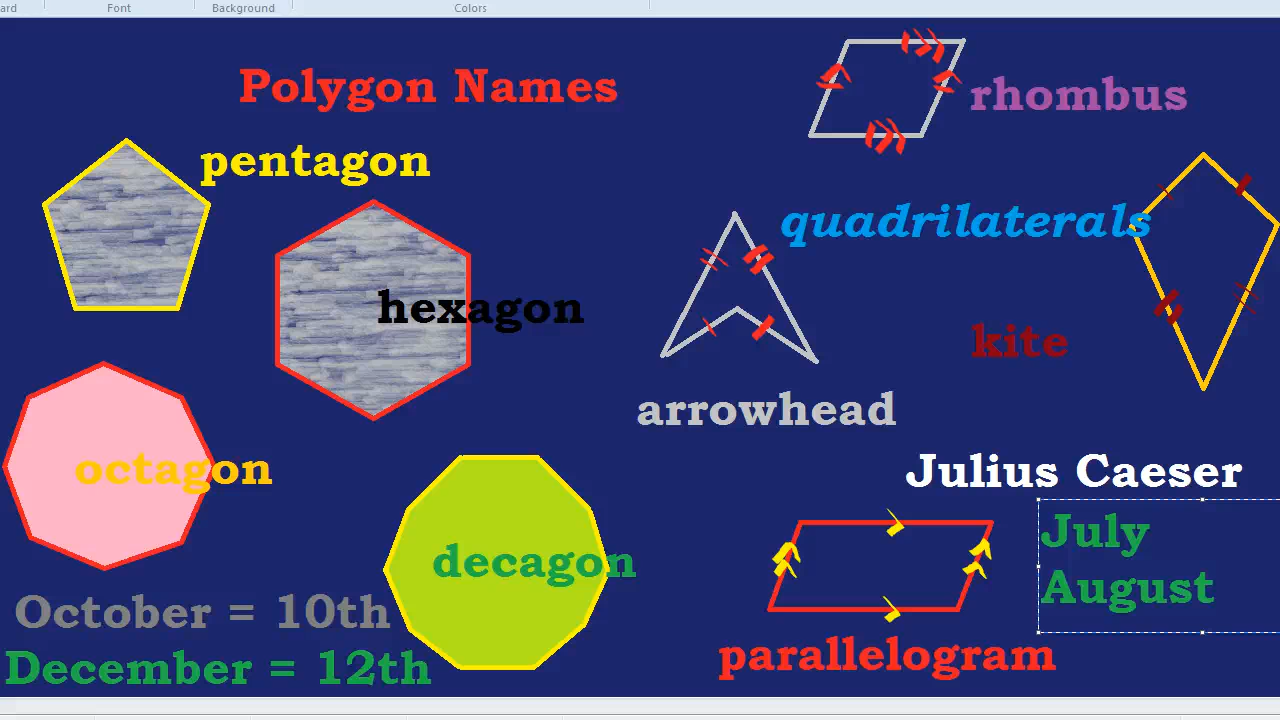 ard
Font
Background
Colors
Polygon Names
rhombus
pentagon
quadrilaterals
hexagon
kite
arrowhead
octagon
Julius Caeser
July
August
decagon
October = 10th
December = 12th
parallelogram